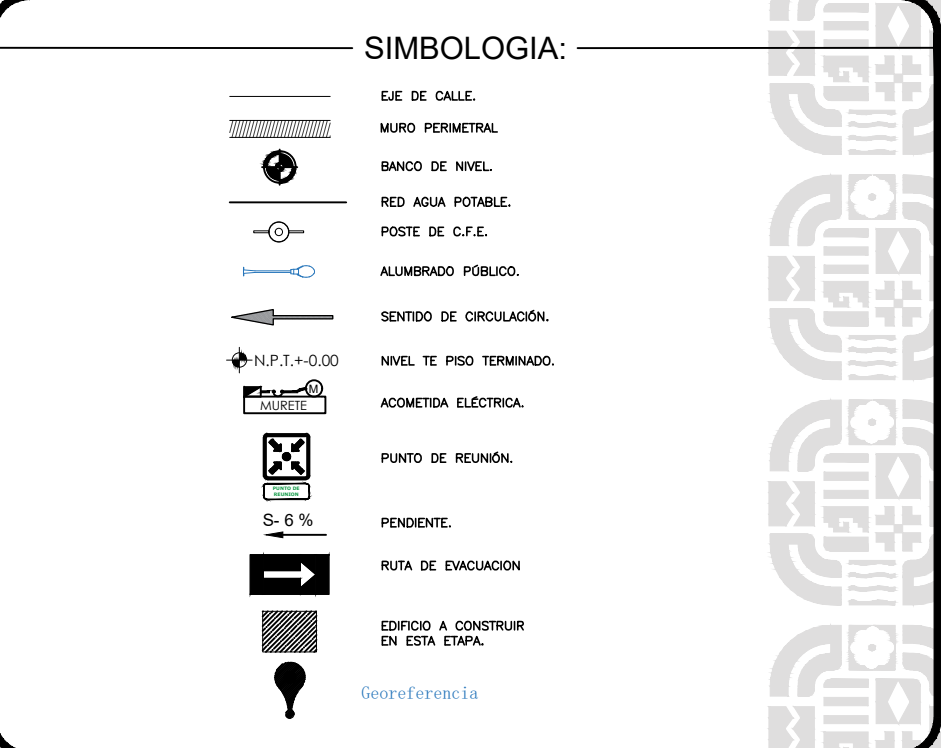 SIMBOLOGIA:
EJE DE CALLE.
MURO PERIMETRAL
BANCO DE NIVEL.
RED AGUA POTABLE.
POSTE DE C.F.E.
ALUMBRADO PÚBLICO.
SENTIDO DE CIRCULACIÓN.
N.P.T.+-0.00 NIVEL TE PISO TERMINADO.
M
MURETE ACOMETIDA ELÉCTRICA.
PUNTO DE REUNIÓN.
PUNTO DE
REUNION
S- 6 % PENDIENTE.
RUTA DE EVACUACION
EDIFICIO A CONSTRUIR
EN ESTA ETAPA.
Georeferencia